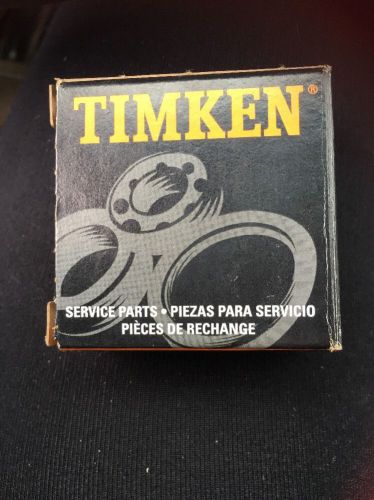 TIMKEN®
SERVICE PARTS • PIEZAS PARA SERVICIO
PIÈCES DE RECHANGE